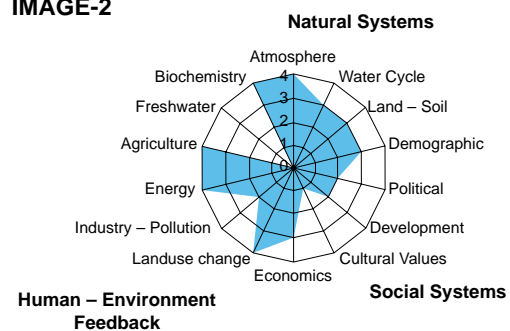 IMAGE-2
Natural Systems
Atmosphere
Biochemistry
Water Cycle
Freshwater
Land – Soil
Agriculture
Demographic
Energy
Political
Industry – Pollution
Development
Landuse change
Cultural Values
Economics
4
3
2
1
0
Social Systems
Human – Environment
Feedback